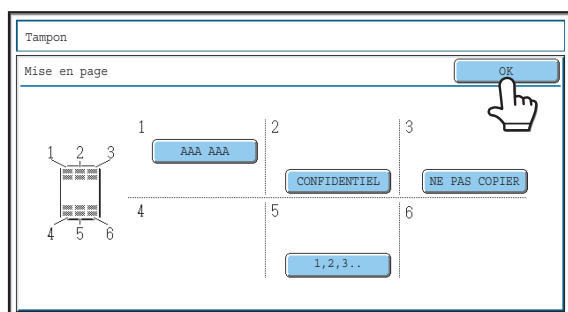 Tampon
Mise en page
OK
1 2 3
4 5 6
1
AAA AAA
2
CONFIDENTIEL
3
NE PAS COPIER
4
5
1,2,3..
6